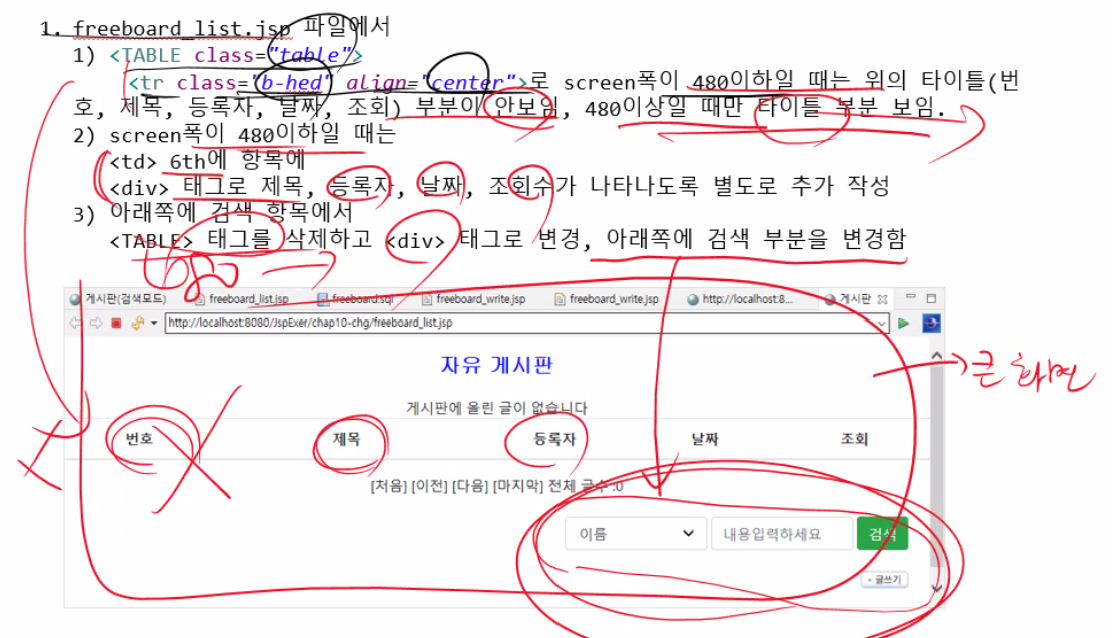 1. freeboard_list.jsp 파일에서
1) <TABLE class="table">
<tr class="b-hed" align="center">로 screen폭이 480이하일 때는 위의 타이틀(번
호, 제목, 등록자, 날짜, 조회) 부분이 안보임, 480이상일 때만 타이틀 부분 보임.
2) screen폭이 480이하일 때는
<td> 6th에 항목에
<div> 태그로 제목, 등록자, 날짜, 조회수가 나타나도록 별도로 추가 작성
3) 아래쪽에 검색 항목에서
<TABLE> 태그를 삭제하고 <div> 태그로 변경, 아래쪽에 검색 부분을 변경함
게시판(검색모드) freeboard_list.jsp freeboard.sql freeboard_write.jsp freeboard_write.jsp http://localhost:8... 게시판
http://localhost:8080/JspExer/chap10-chg/freeboard_list.jsp
자유 게시판
큰 화면
게시판에 올린 글이 없습니다
번호 제목 등록자 날짜 조회
[처음] [이전] [다음] [마지막] 전체 글수 :0
이름 내용입력하세요 검색
글쓰기